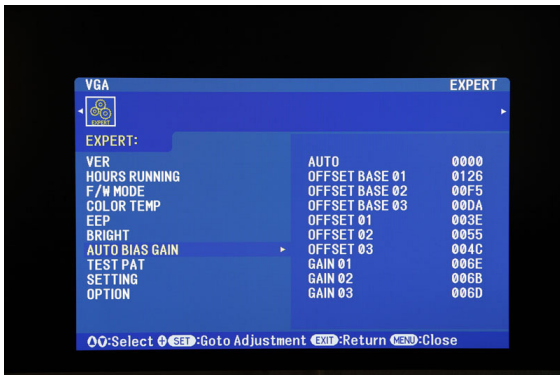 VGA EXPERT
EXPERT
EXPERT:
VER AUTO 0000
HOURS RUNNING OFFSET BASE 01 0126
F/W MODE OFFSET BASE 02 00F5
COLOR TEMP OFFSET BASE 03 00DA
EEP OFFSET 01 003E
BRIGHT OFFSET 02 0055
AUTO BIAS GAIN OFFSET 03 004C
TEST PAT GAIN 01 006E
SETTING GAIN 02 006B
OPTION GAIN 03 006D
:Select SET:Goto Adjustment EXIT:Return MENU:Close